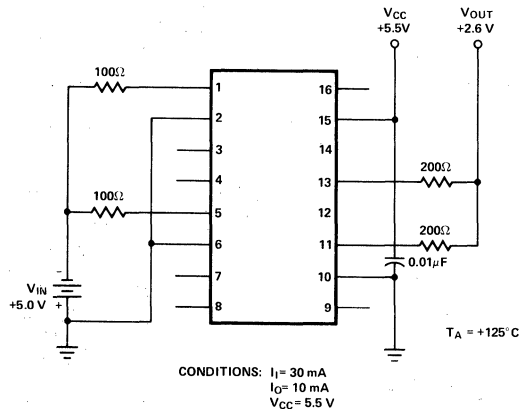 VCC
+5.5V
VOUT
+2.6 V
100Ω
1
2
3
4
100Ω
5
6
7
8
16
15
14
13
200Ω
12
11
200Ω
0.01μF
10
9
-
VIN
+5.0 V
+
TA = +125°C
CONDITIONS: II= 30 mA
IO= 10 mA
VCC= 5.5 V